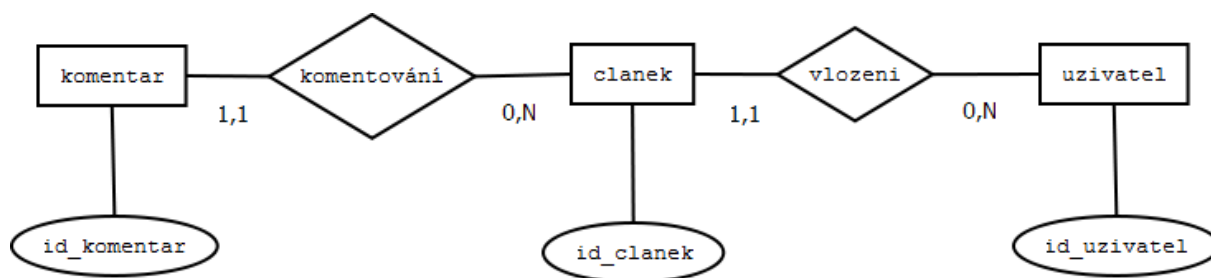 komentar
komentování
clanek
vlozeni
uzivatel
1,1
0,N
1,1
0,N
id_komentar
id_clanek
id_uzivatel